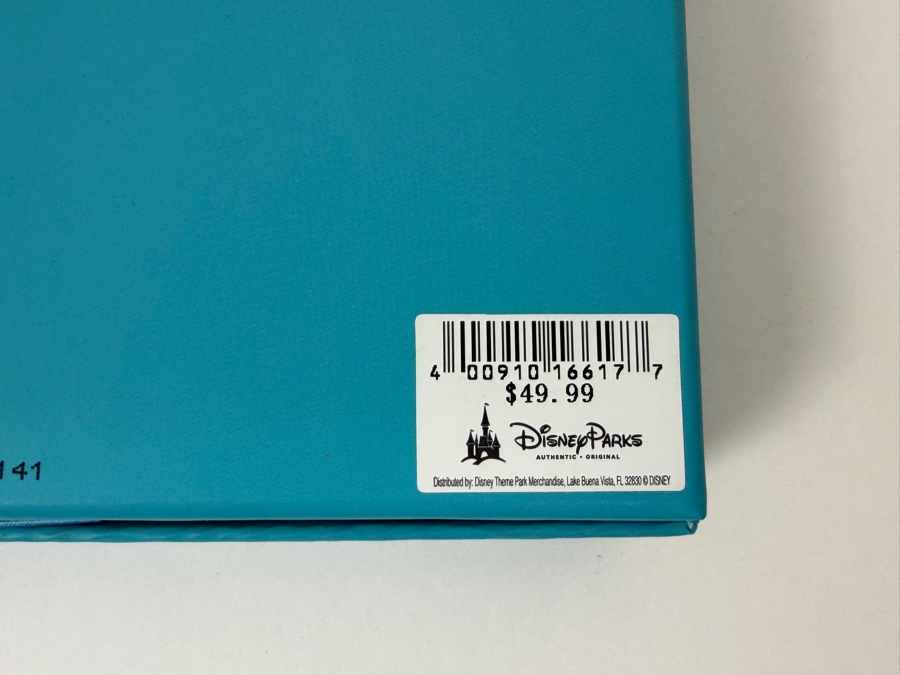 4 00910 16617 7
$49.99
DISNEYPARKS
AUTHENTIC • ORIGINAL
Distributed by: Disney Theme Park Merchandise, Lake Buena Vista, FL 32830 © DISNEY
141